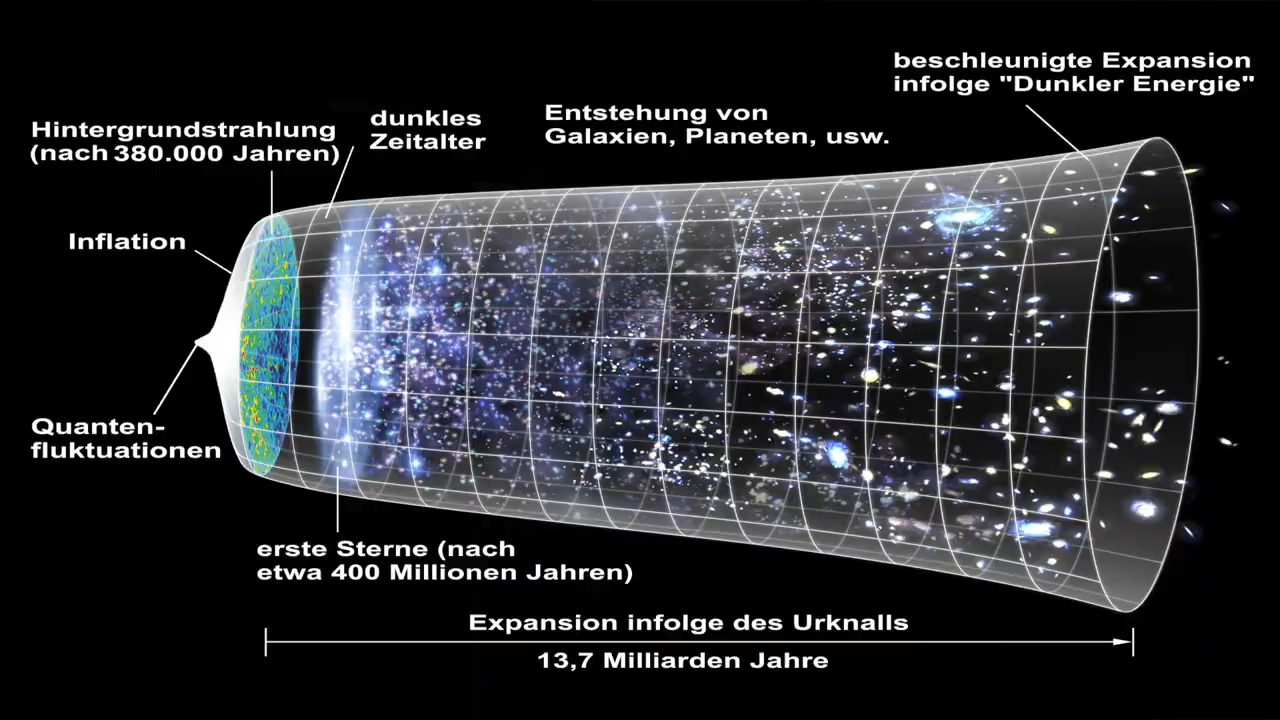 beschleunigte Expansion
infolge "Dunkler Energie"
Entstehung von
Galaxien, Planeten, usw.
dunkles
Zeitalter
Hintergrundstrahlung
(nach 380.000 Jahren)
Inflation
Quanten-
fluktuationen
erste Sterne (nach
etwa 400 Millionen Jahren)
Expansion infolge des Urknalls
13,7 Milliarden Jahre